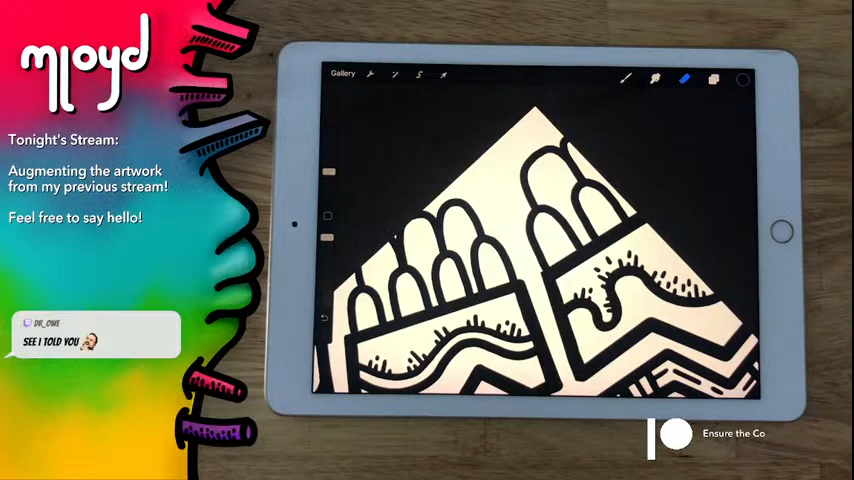 mloyd
Tonight's Stream:
Augmenting the artwork
from my previous stream!
Feel free to say hello!
DR_OWE
SEE I TOLD YOU
Gallery
Ensure the Co